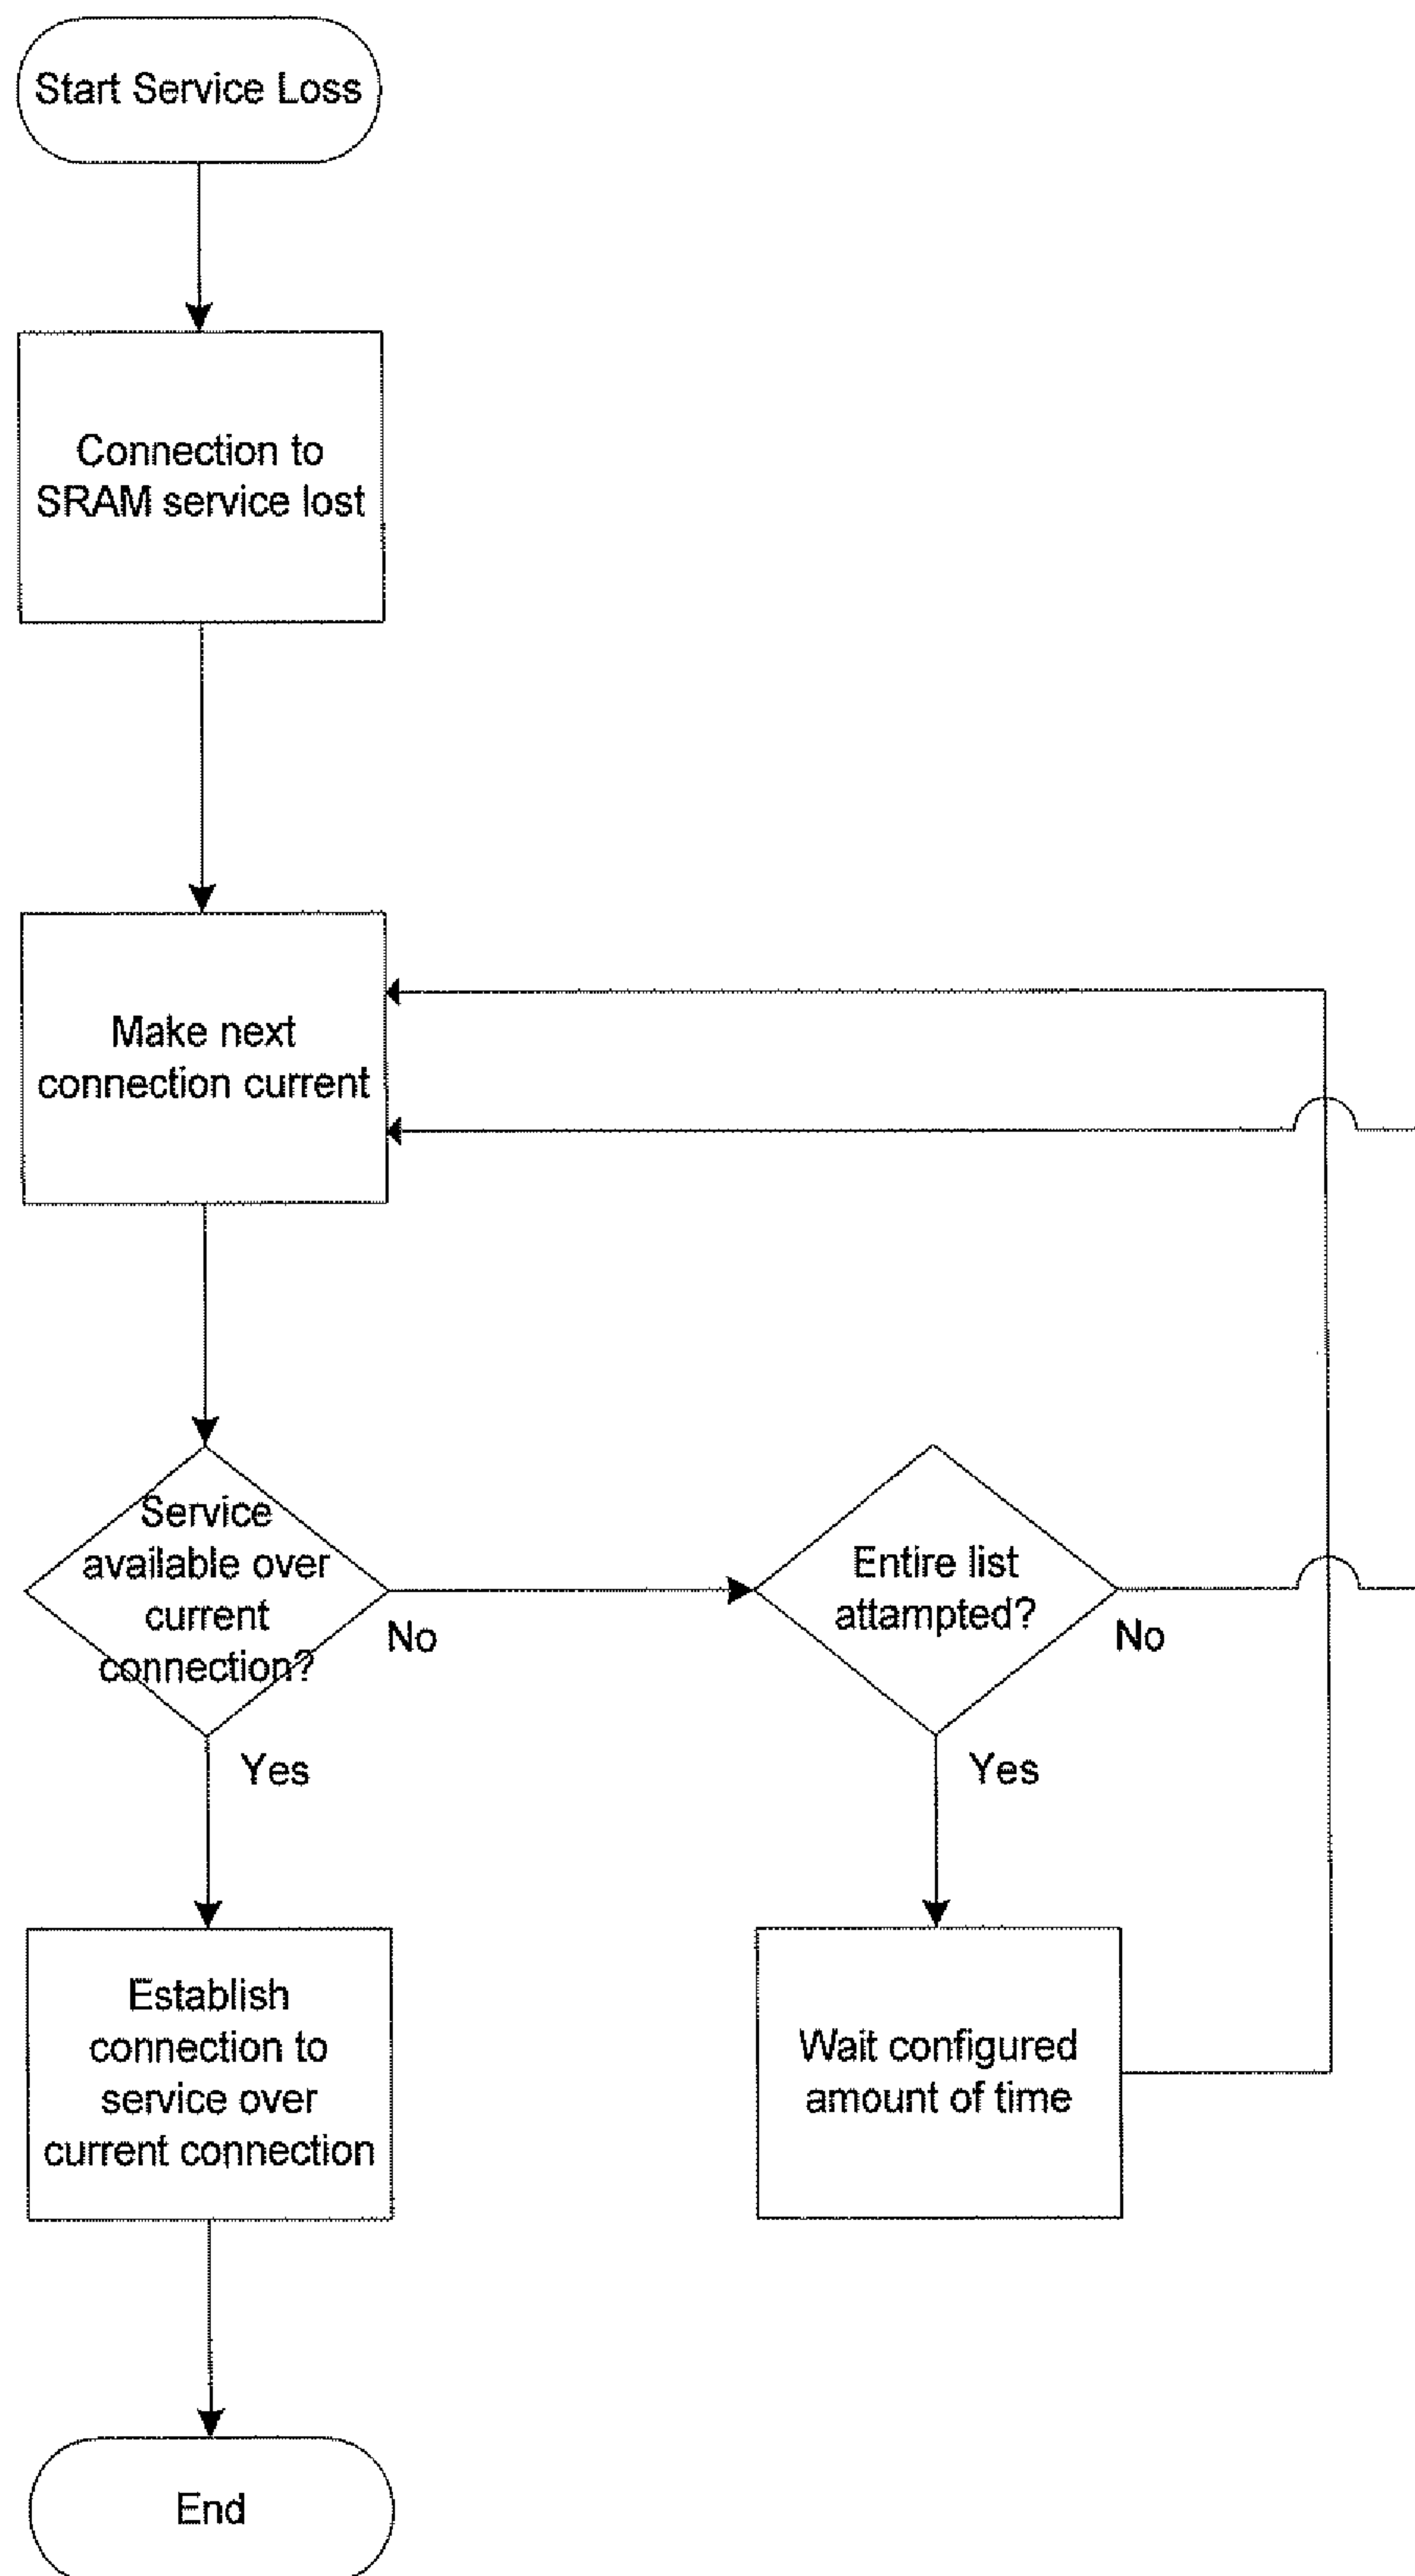 Start Service Loss
Connection to
SRAM service lost
Make next
connection current
Service
available over
current
connection?
No
Entire list
attampted?
No
Yes
Yes
Establish
connection to
service over
current connection
Wait configured
amount of time
End